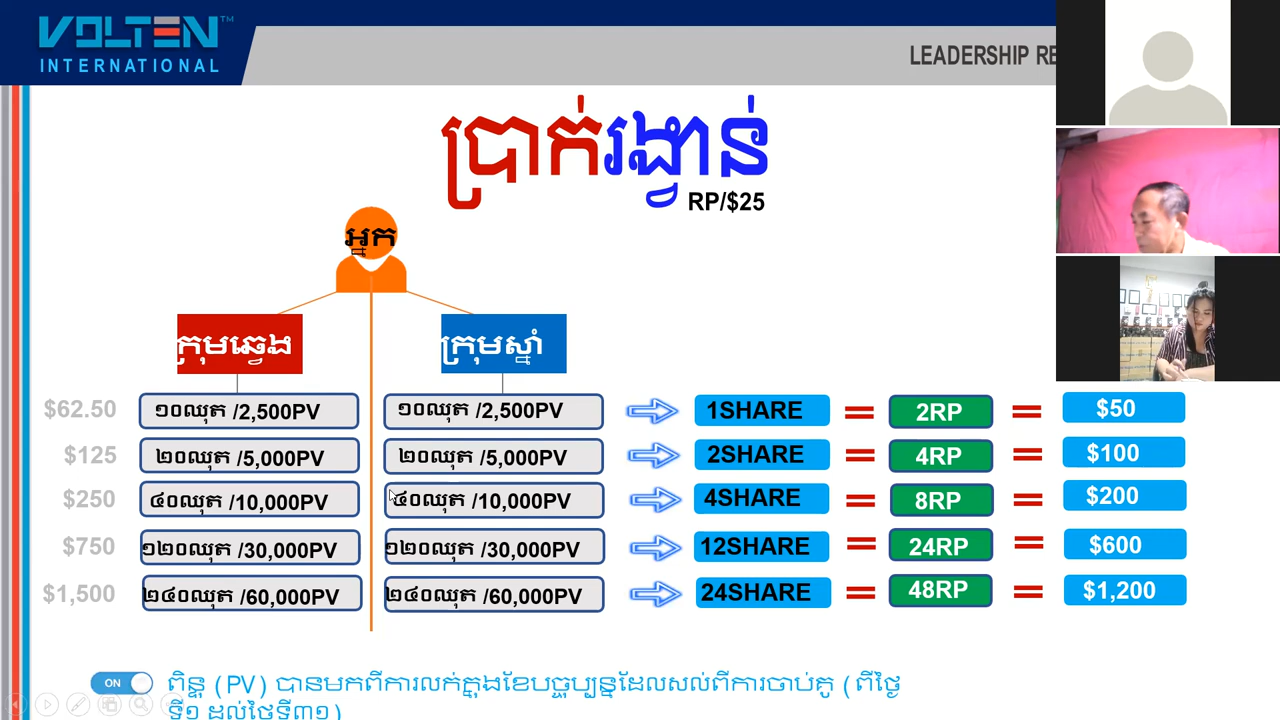 VOLTEN™
INTERNATIONAL
LEADERSHIP RE
ប្រាក់រង្វាន់
RP/$25
អ្នក
ក្រុមឆ្វេង ក្រុមស្តាំ
$62.50 ១០ឈុត /2,500PV ១០ឈុត /2,500PV 1SHARE = 2RP = $50
$125 ២០ឈុត /5,000PV ២០ឈុត /5,000PV 2SHARE = 4RP = $100
$250 ៤០ឈុត /10,000PV ៤០ឈុត /10,000PV 4SHARE = 8RP = $200
$750 ១២០ឈុត /30,000PV ១២០ឈុត /30,000PV 12SHARE = 24RP = $600
$1,500 ២៤០ឈុត /60,000PV ២៤០ឈុត /60,000PV 24SHARE = 48RP = $1,200
ON ពិន្ទុ (PV) បានមកពីការលក់ក្នុងខែបច្ចុប្បន្នដែលសល់ពីការចាប់គូ (ពីថ្ងៃ
ទី១ ដល់ថៃទី៣១)